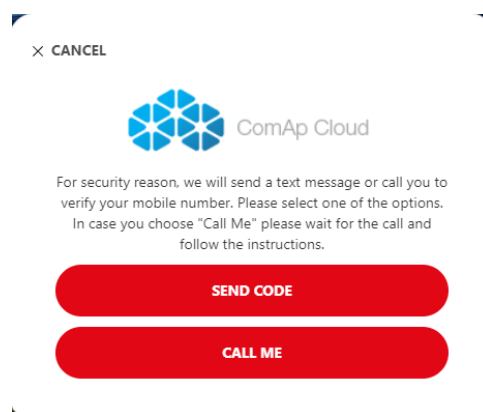 × CANCEL
ComAp Cloud
For security reason, we will send a text message or call you to
verify your mobile number. Please select one of the options.
In case you choose "Call Me" please wait for the call and
follow the instructions.
SEND CODE
CALL ME